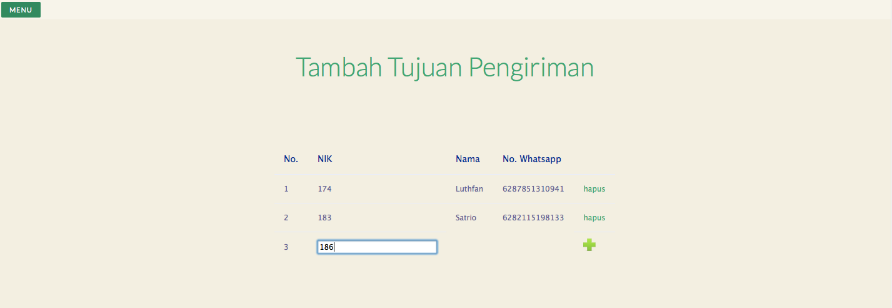 MENU
Tambah Tujuan Pengiriman
No. NIK Nama No. Whatsapp
1 174 Luthfan 6287851310941 hapus
2 183 Satrio 6282115198133 hapus
3 186